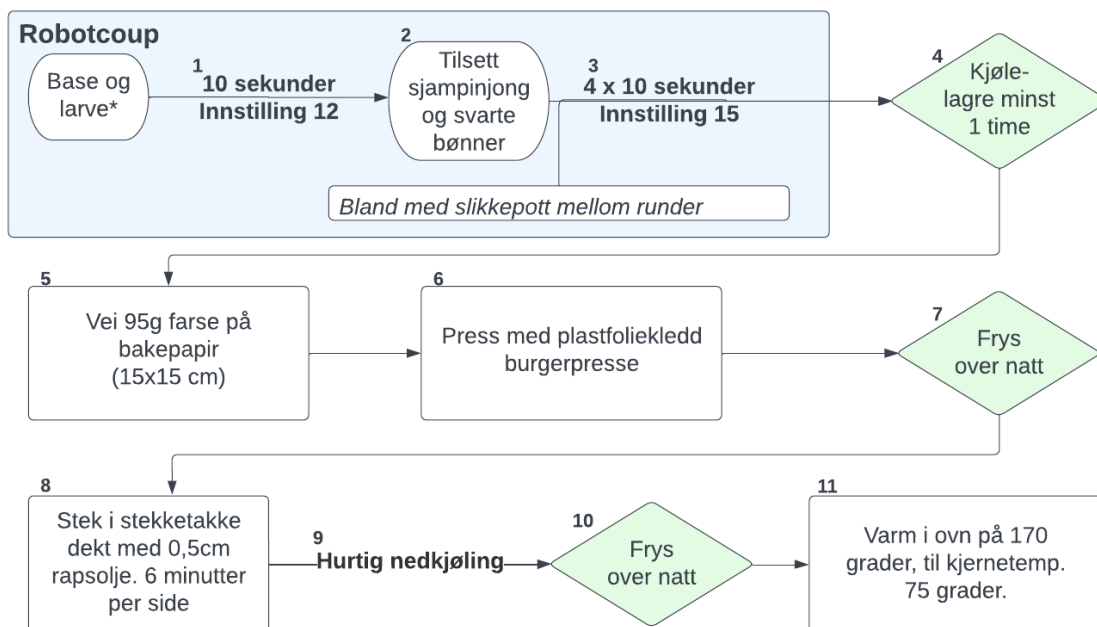 Robotcoup
Base og
larve*
1
10 sekunder
Innstilling 12
2
Tilsett
sjampinjong
og svarte
bønner
3
4 x 10 sekunder
Innstilling 15
Bland med slikkepott mellom runder
4
Kjøle-
lagre minst
1 time
5
Vei 95g farse på
bakepapir
(15x15 cm)
6
Press med plastfoliekledd
burgerpresse
7
Frys
over natt
8
Stek i stekketakke
dekt med 0,5cm
rapsolje. 6 minutter
per side
9
Hurtig nedkjøling
10
Frys
over natt
11
Varm i ovn på 170
grader, til kjernetemp.
75 grader.